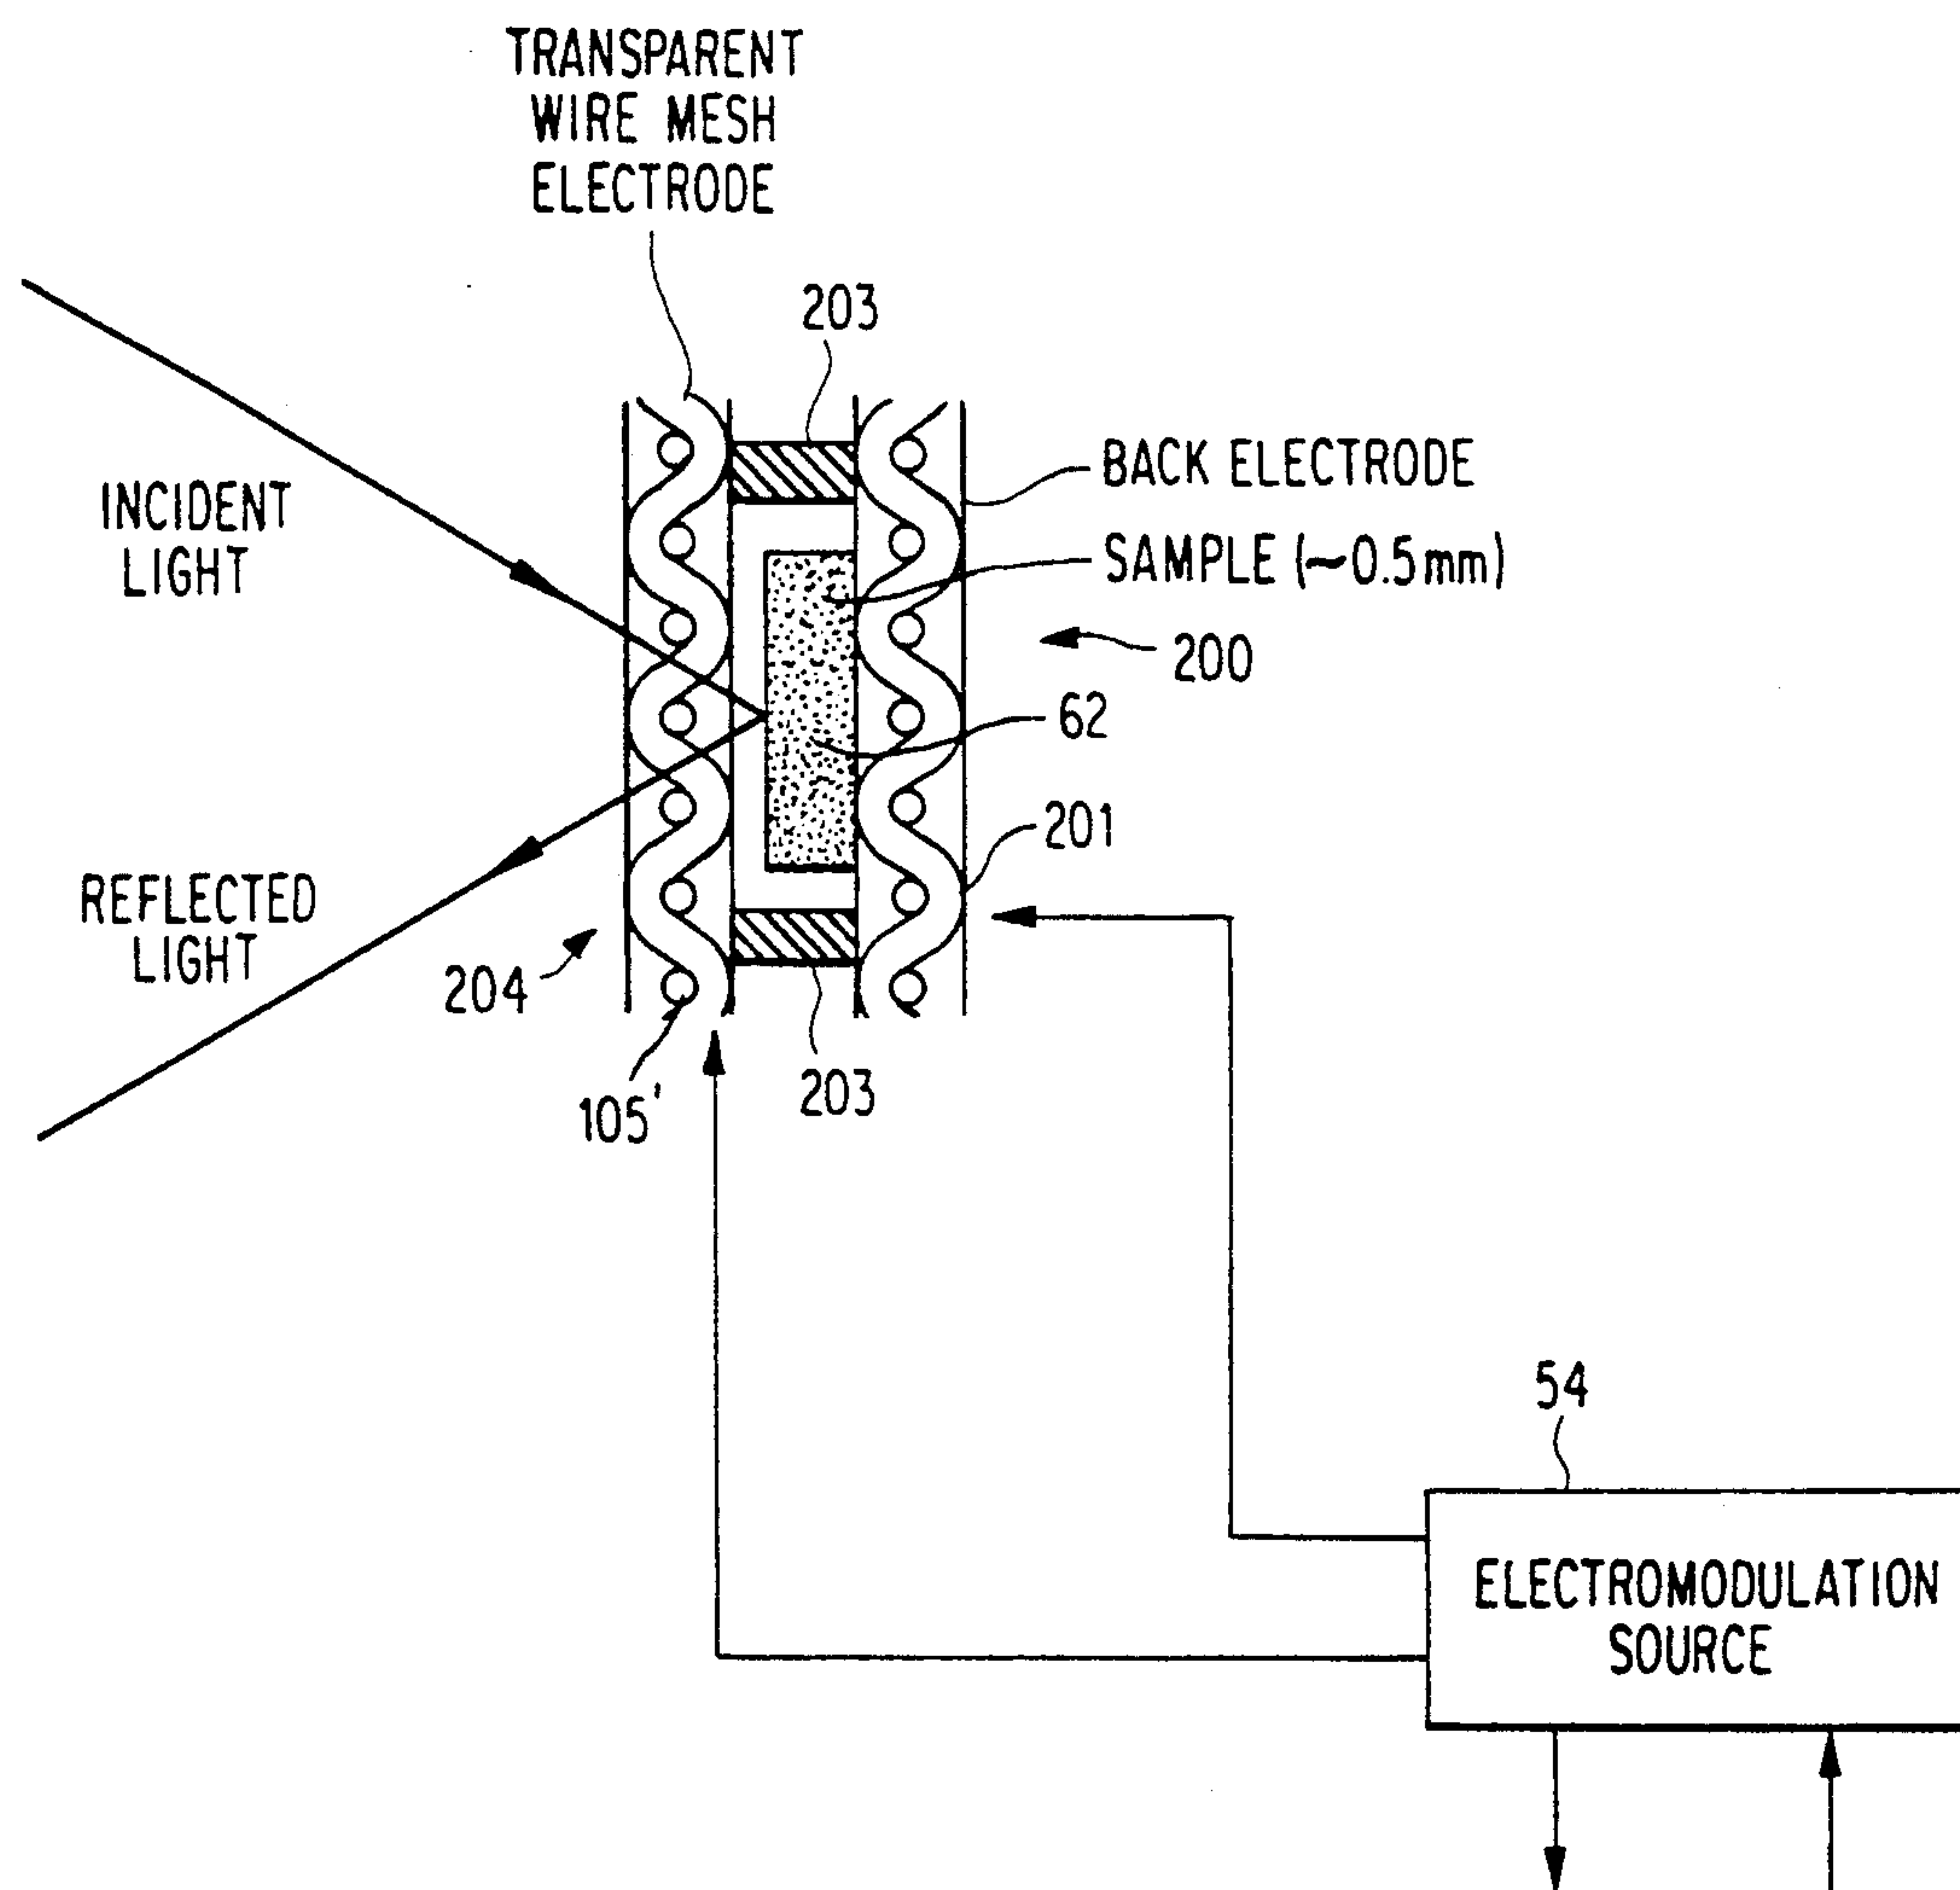 TRANSPARENT
WIRE MESH
ELECTRODE
203
BACK ELECTRODE
INCIDENT
LIGHT
SAMPLE (~0.5mm)
200
62
201
REFLECTED
LIGHT
204
105'
203
54
ELECTROMODULATION
SOURCE